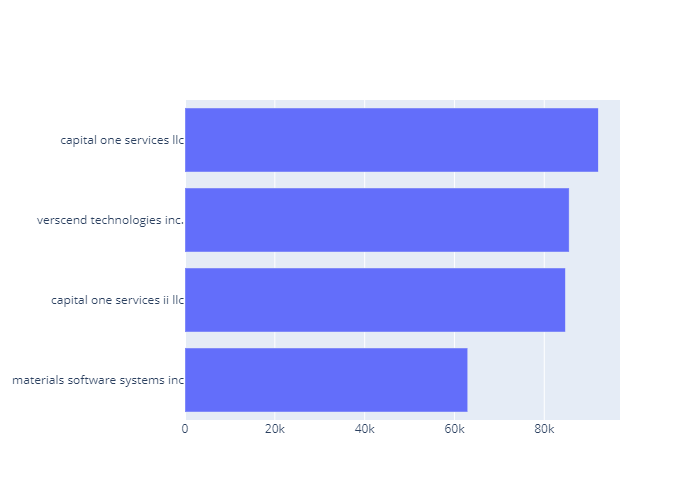 capital one services llc
verscend technologies inc.
capital one services ii llc
materials software systems inc
0 20k 40k 60k 80k